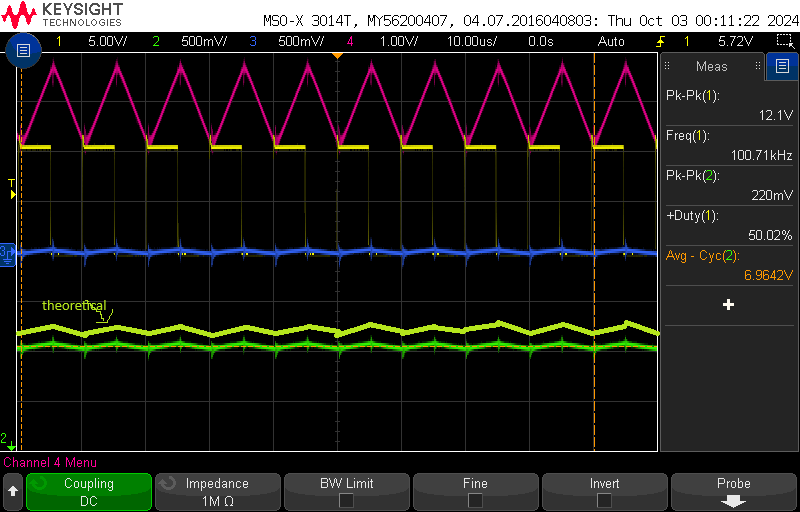 KEYSIGHT
TECHNOLOGIES
MSO-X 3014T, MY56200407, 04.07.2016040803: Thu Oct 03 00:11:22 2024
1 5.00V/ 2 500mV/ 3 500mV/ 4 1.00V/ 10.00us/ 0.0s Auto 1 5.72V
Meas
Pk-Pk(1):
12.1V
Freq(1):
100.71kHz
Pk-Pk(2):
220mV
+Duty(1):
50.02%
Avg - Cyc(2):
6.9642V
+
T
3
theoretical
2
Channel 4 Menu
Coupling
DC
Impedance
1M Ω
BW Limit
Fine
Invert
Probe